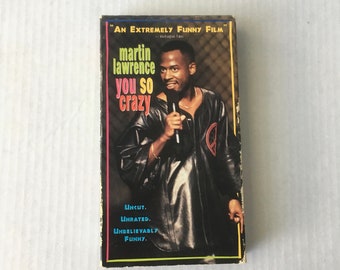 "AN EXTREMELY FUNNY FILM"
martin
lawrence
you so
crazy
UNCUT.
UNRATED.
UNBELIEVABLY
FUNNY.